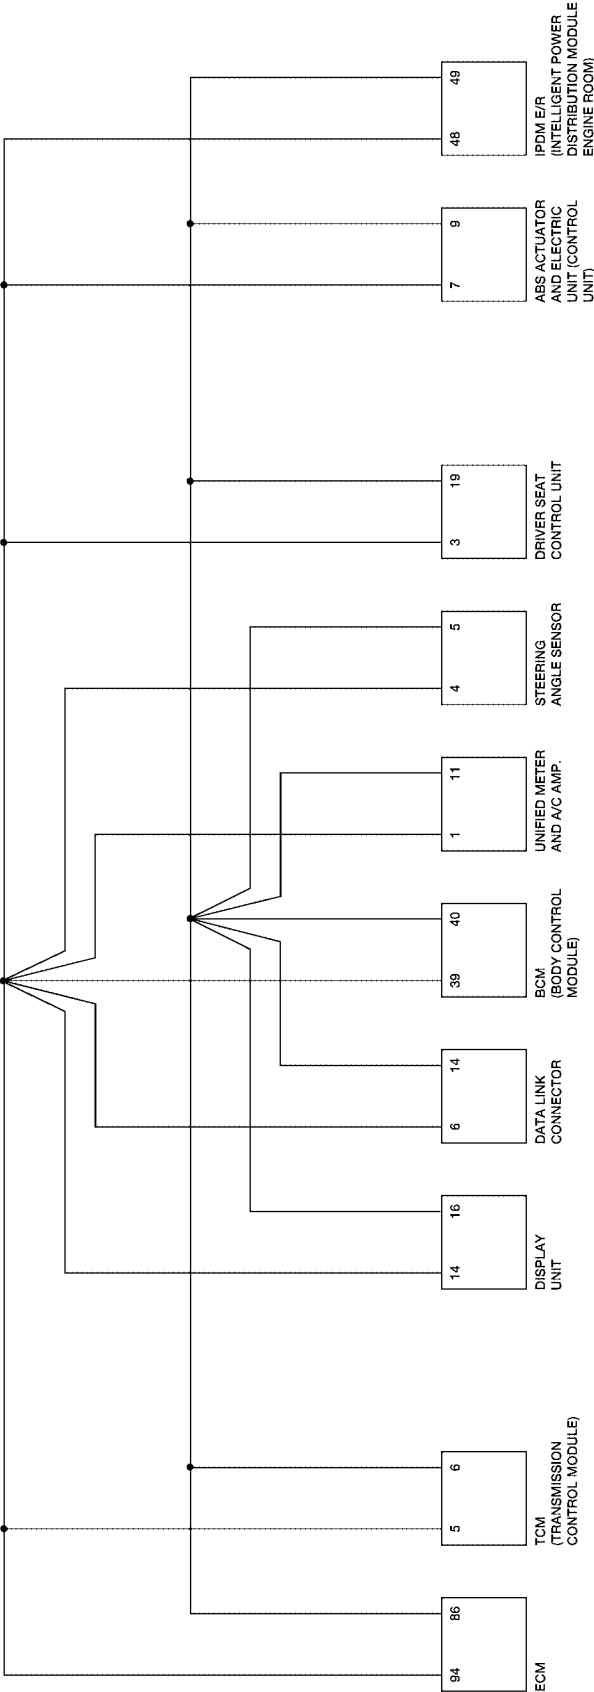 94
86
ECM
5
6
TCM
(TRANSMISSION
CONTROL MODULE)
14
16
DISPLAY
UNIT
6
14
DATA LINK
CONNECTOR
39
40
BCM
(BODY CONTROL
MODULE)
1
11
UNIFIED METER
AND A/C AMP.
4
5
STEERING
ANGLE SENSOR
3
19
DRIVER SEAT
CONTROL UNIT
7
9
ABS ACTUATOR
AND ELECTRIC
UNIT (CONTROL
UNIT)
48
49
IPDM E/R
(INTELLIGENT POWER
DISTRIBUTION MODULE
ENGINE ROOM)